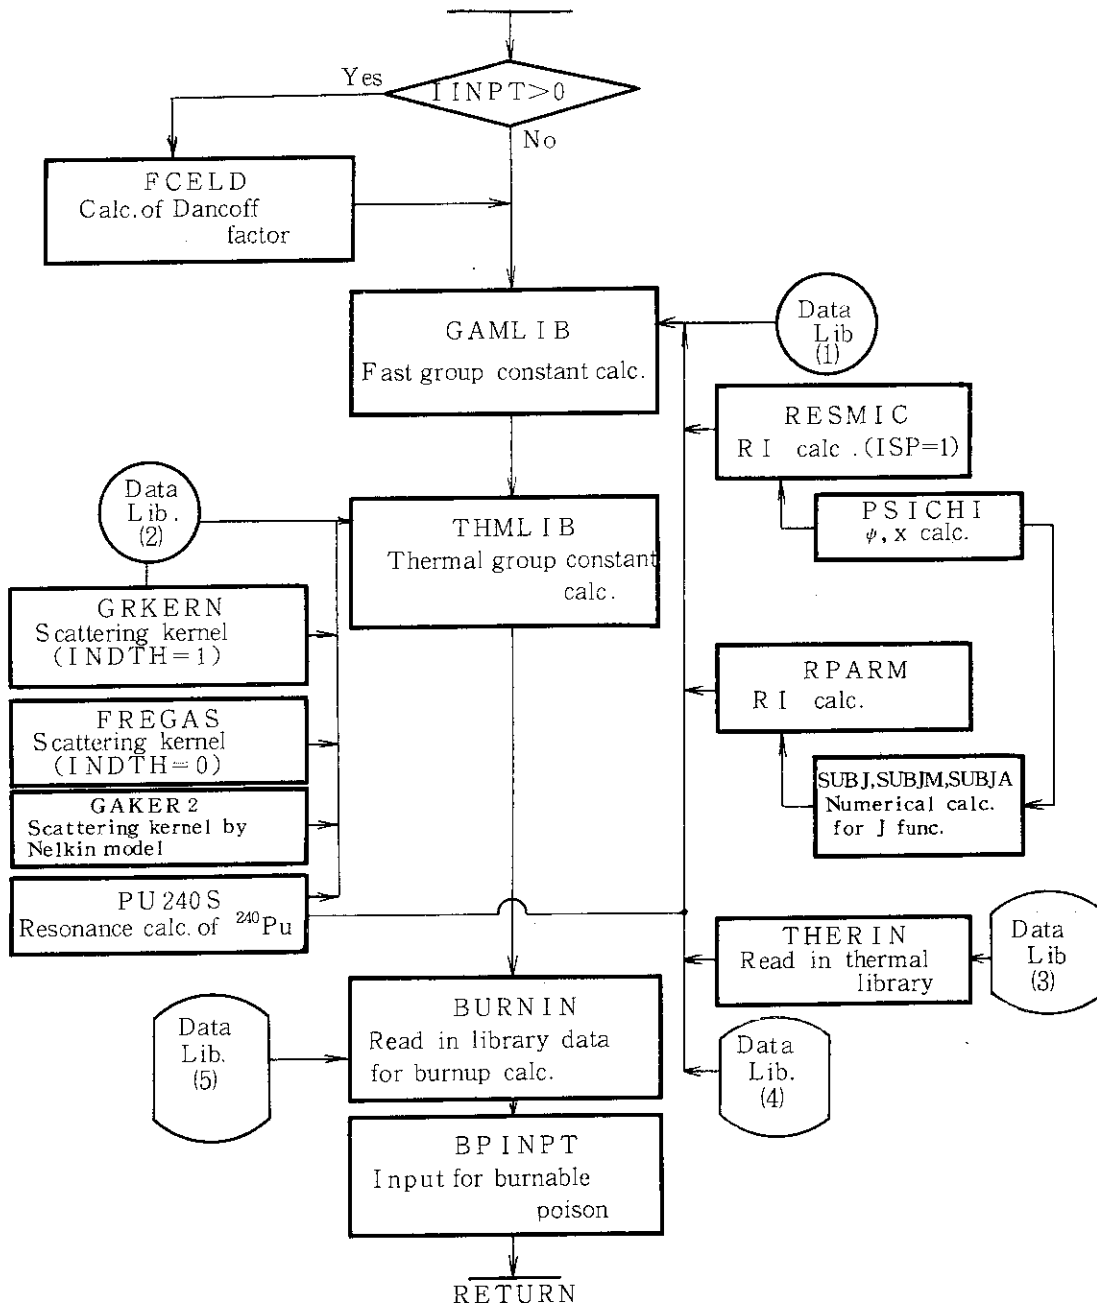 Yes
IINPT>0
No
FCELD
Calc. of Dancoff
factor
GAMLIB
Fast group constant calc.
Data
Lib
(1)
RESMIC
RI calc. (ISP=1)
PSICHI
ψ, x calc.
Data
Lib.
(2)
THMLIB
Thermal group constant
calc.
GRKERN
Scattering kernel
(INDTH=1)
FREGAS
Scattering kernel
(INDTH=0)
GAKER2
Scattering kernel by
Nelkin model
PU240S
Resonance calc. of ²⁴⁰Pu
RPARM
RI calc.
SUBJ,SUBJM,SUBJA
Numerical calc.
for J func.
THERIN
Read in thermal
library
Data
Lib
(3)
BURNIN
Read in library data
for burnup calc.
Data
Lib.
(5)
Data
Lib.
(4)
BPINPT
Input for burnable
poison
RETURN